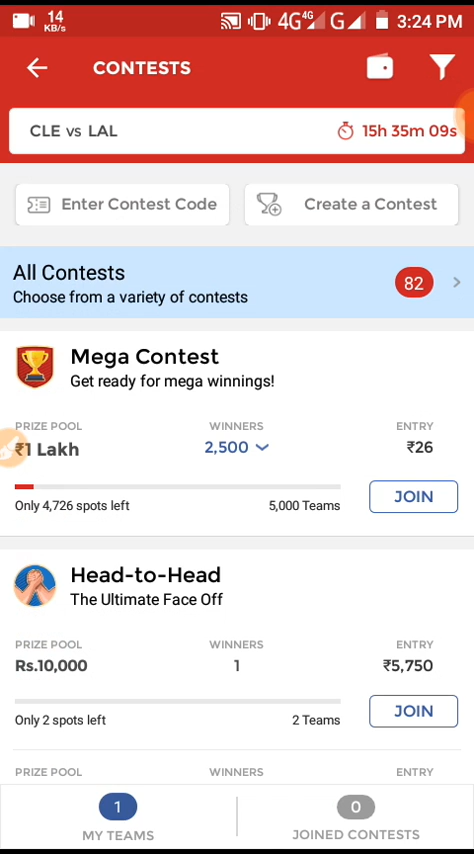 14 KB/s 4G 4G G 3:24 PM
CONTESTS
CLE vs LAL 15h 35m 09s
Enter Contest Code Create a Contest
All Contests
Choose from a variety of contests
82
Mega Contest
Get ready for mega winnings!
PRIZE POOL WINNERS ENTRY
₹1 Lakh 2,500 ₹26
Only 4,726 spots left 5,000 Teams
JOIN
Head-to-Head
The Ultimate Face Off
PRIZE POOL WINNERS ENTRY
Rs.10,000 1 ₹5,750
Only 2 spots left 2 Teams
JOIN
PRIZE POOL WINNERS ENTRY
1 0
MY TEAMS JOINED CONTESTS